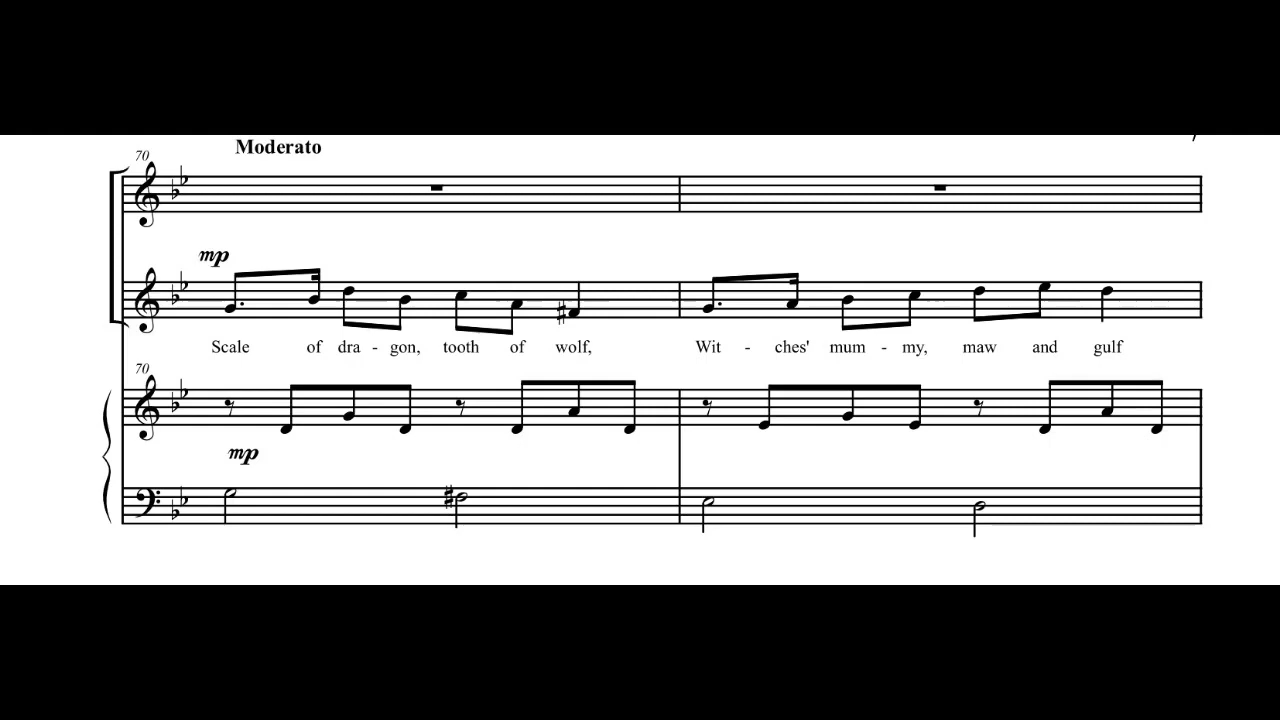 Moderato
70
mp
Scale of dra - gon, tooth of wolf, Wit - ches' mum - my, maw and gulf
70
mp